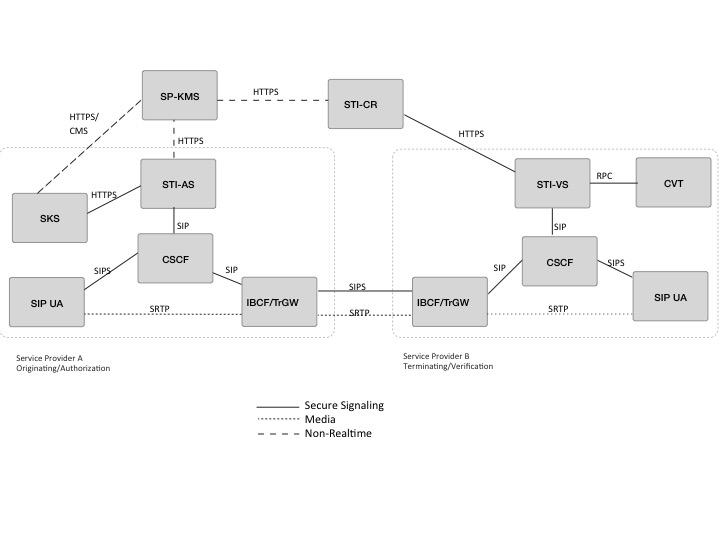 SP-KMS
HTTPS
STI-CR
HTTPS/
CMS
HTTPS
HTTPS
STI-AS
STI-VS
RPC
CVT
HTTPS
SKS
SIP
SIP
CSCF
CSCF
SIPS
SIP
SIP
SIPS
SIP UA
IBCF/TrGW
SIPS
IBCF/TrGW
SIP UA
SRTP
SRTP
SRTP
Service Provider A
Originating/Authorization
Service Provider B
Terminating/Verification
Secure Signaling
Media
Non-Realtime